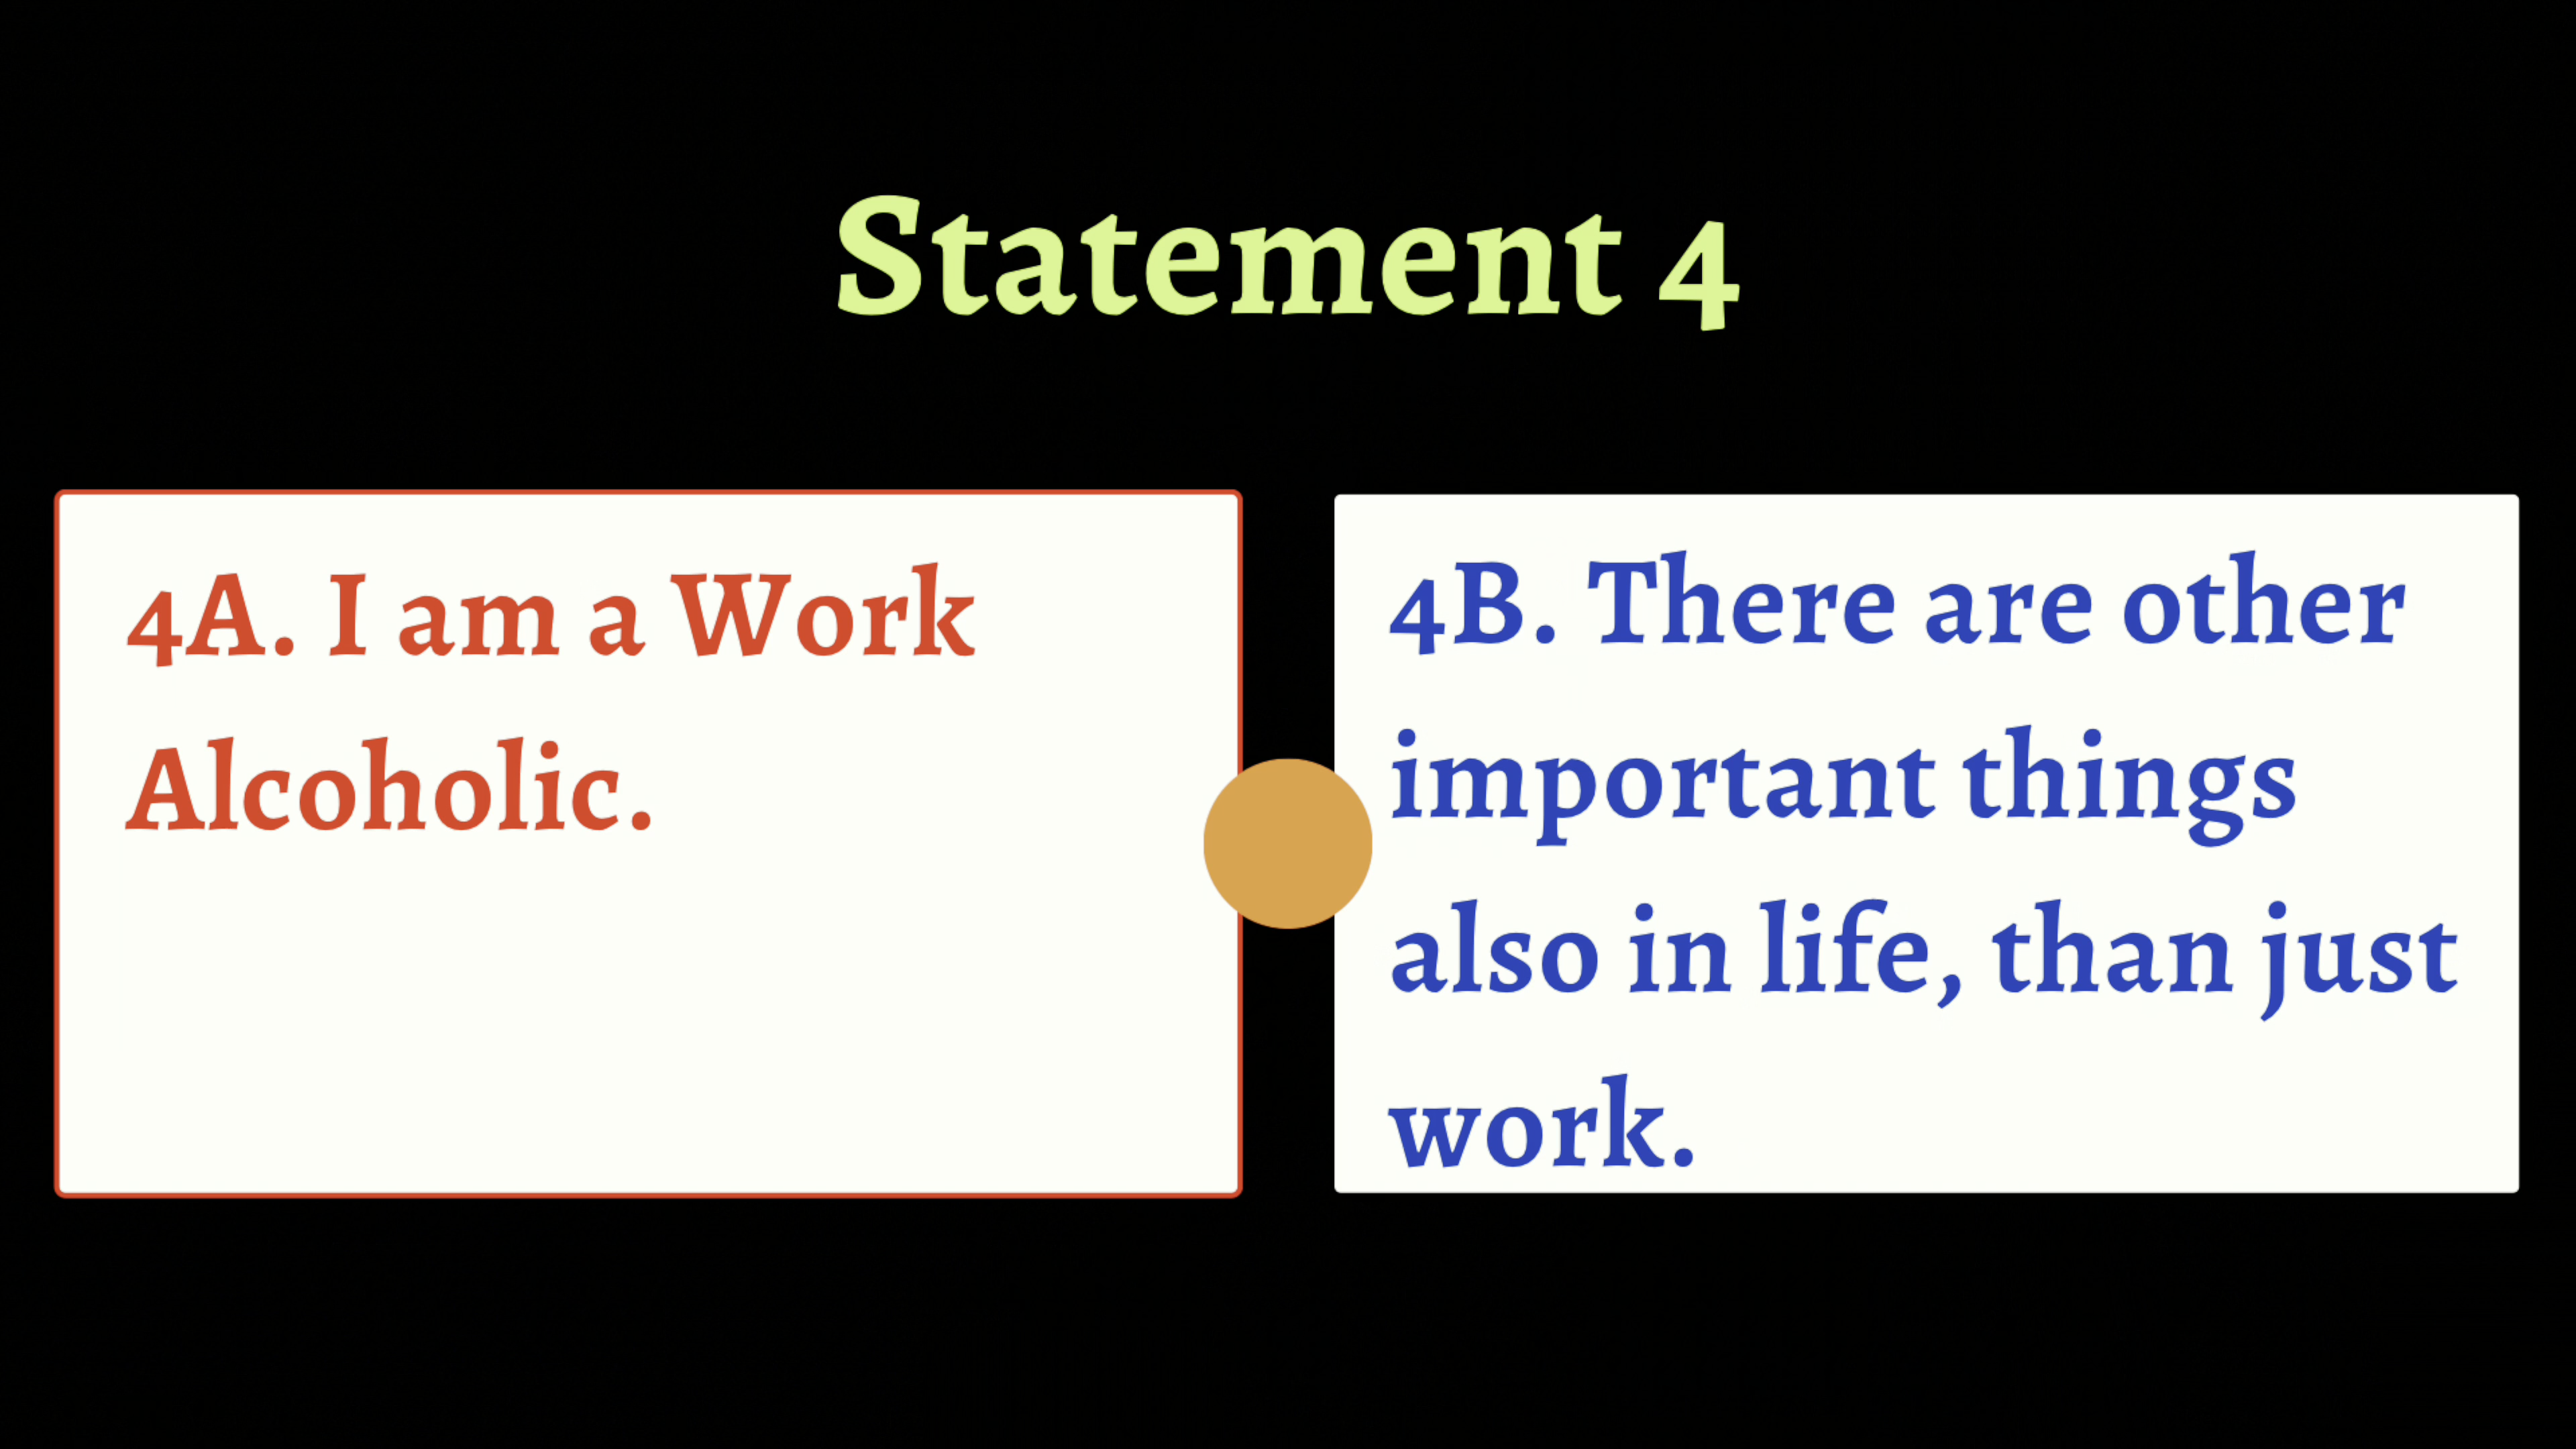 Statement 4
4A. I am a Work
Alcoholic.
4B. There are other
important things
also in life, than just
work.